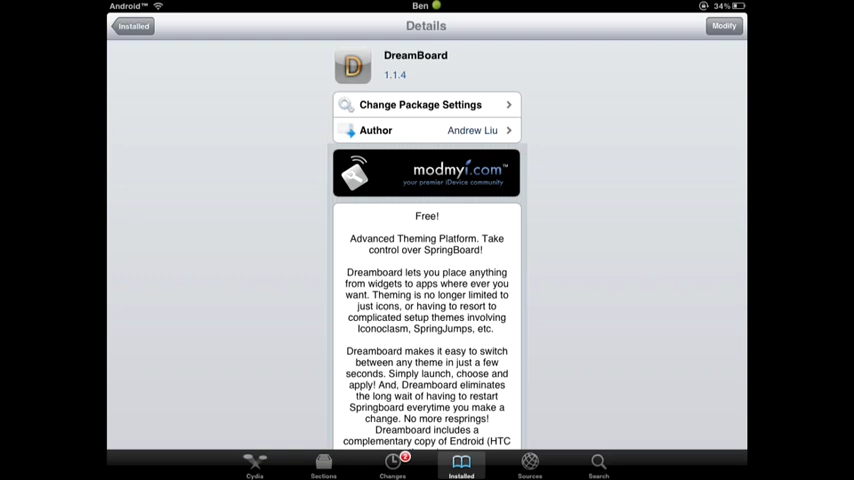 Android™ Ben 34%
Installed Details Modify
DreamBoard
1.1.4
Change Package Settings
Author Andrew Liu
modmyi.com™
your premier iDevice community
Free!
Advanced Theming Platform. Take
control over SpringBoard!
Dreamboard lets you place anything
from widgets to apps where ever you
want. Theming is no longer limited to
just icons, or having to resort to
complicated setup themes involving
Iconoclasm, SpringJumps, etc.
Dreamboard makes it easy to switch
between any theme in just a few
seconds. Simply launch, choose and
apply! And, Dreamboard eliminates
the long wait of having to restart
Springboard everytime you make a
change. No more resprings!
Dreamboard includes a
complementary copy of Endroid (HTC
Cydia Sections Changes Installed Sources Search